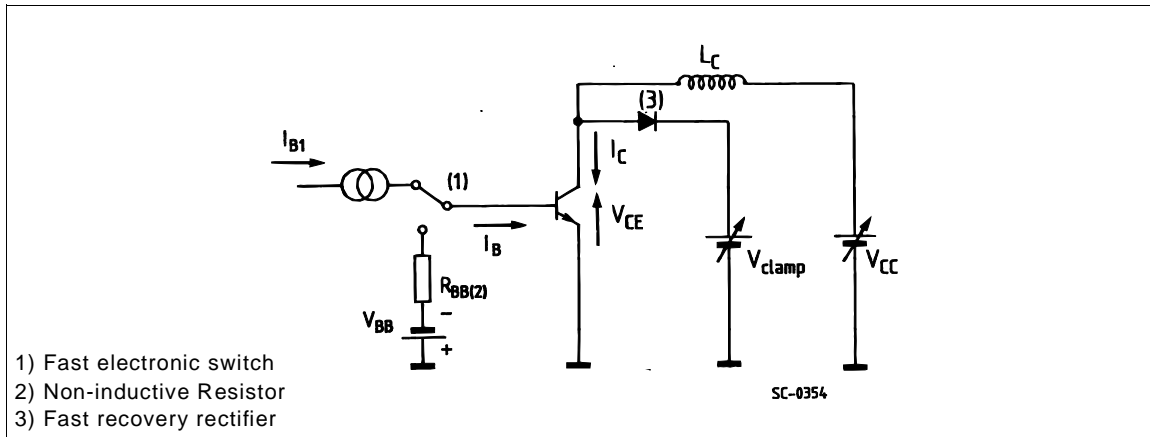 L_C
(3)
I_B1
I_C
(1)
V_CE
I_B
V_clamp
V_CC
R_BB(2)
V_BB
−
+
1) Fast electronic switch
2) Non-inductive Resistor
3) Fast recovery rectifier
SC-0354